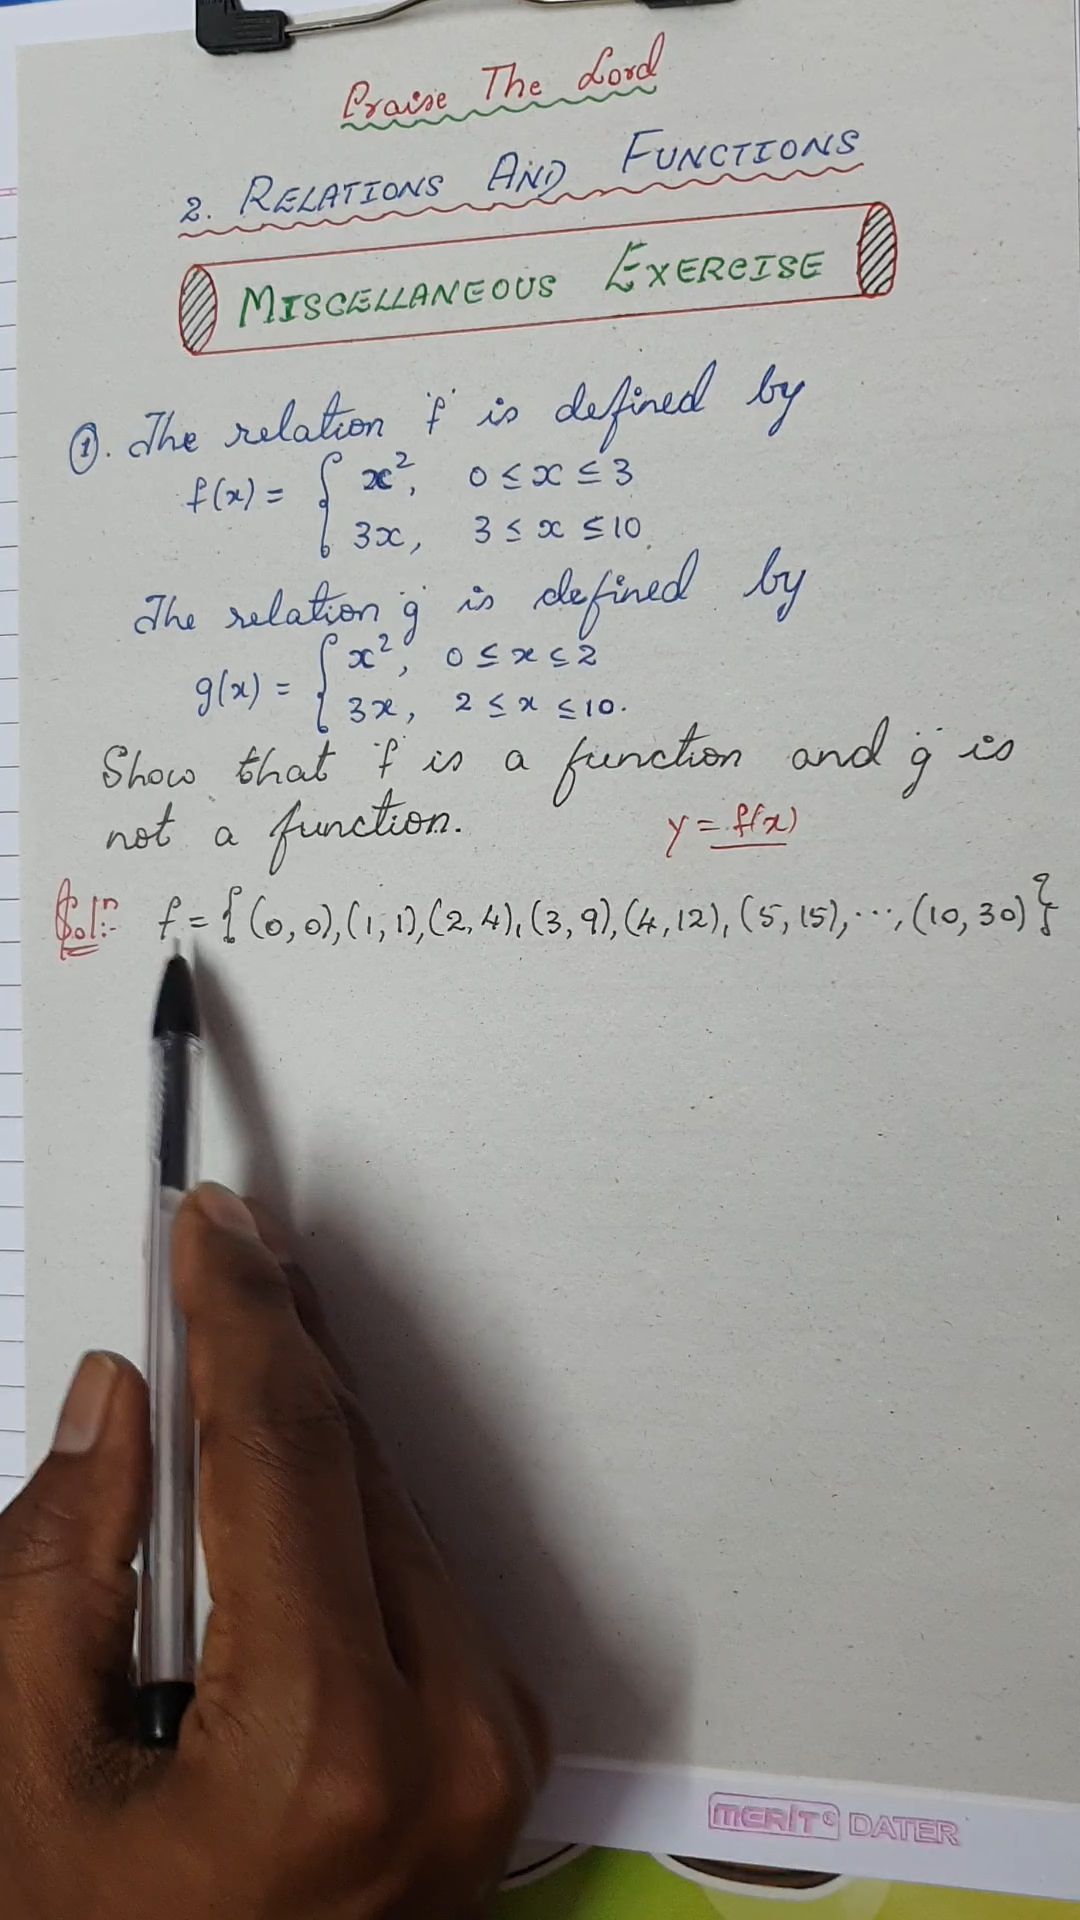 Praise The Lord
2. RELATIONS AND FUNCTIONS
MISCELLANEOUS EXERCISE
①. The relation 'f' is defined by
f(x) = { x², 0 ≤ x ≤ 3
3x, 3 ≤ x ≤ 10.
The relation 'g' is defined by
g(x) = { x², 0 ≤ x ≤ 2
3x, 2 ≤ x ≤ 10.
Show that 'f' is a function and 'g' is
not a function.
y = f(x)
Solⁿ:- f = {(0, 0), (1, 1), (2, 4), (3, 9), (4, 12), (5, 15), ..., (10, 30)}
MERIT® DATER